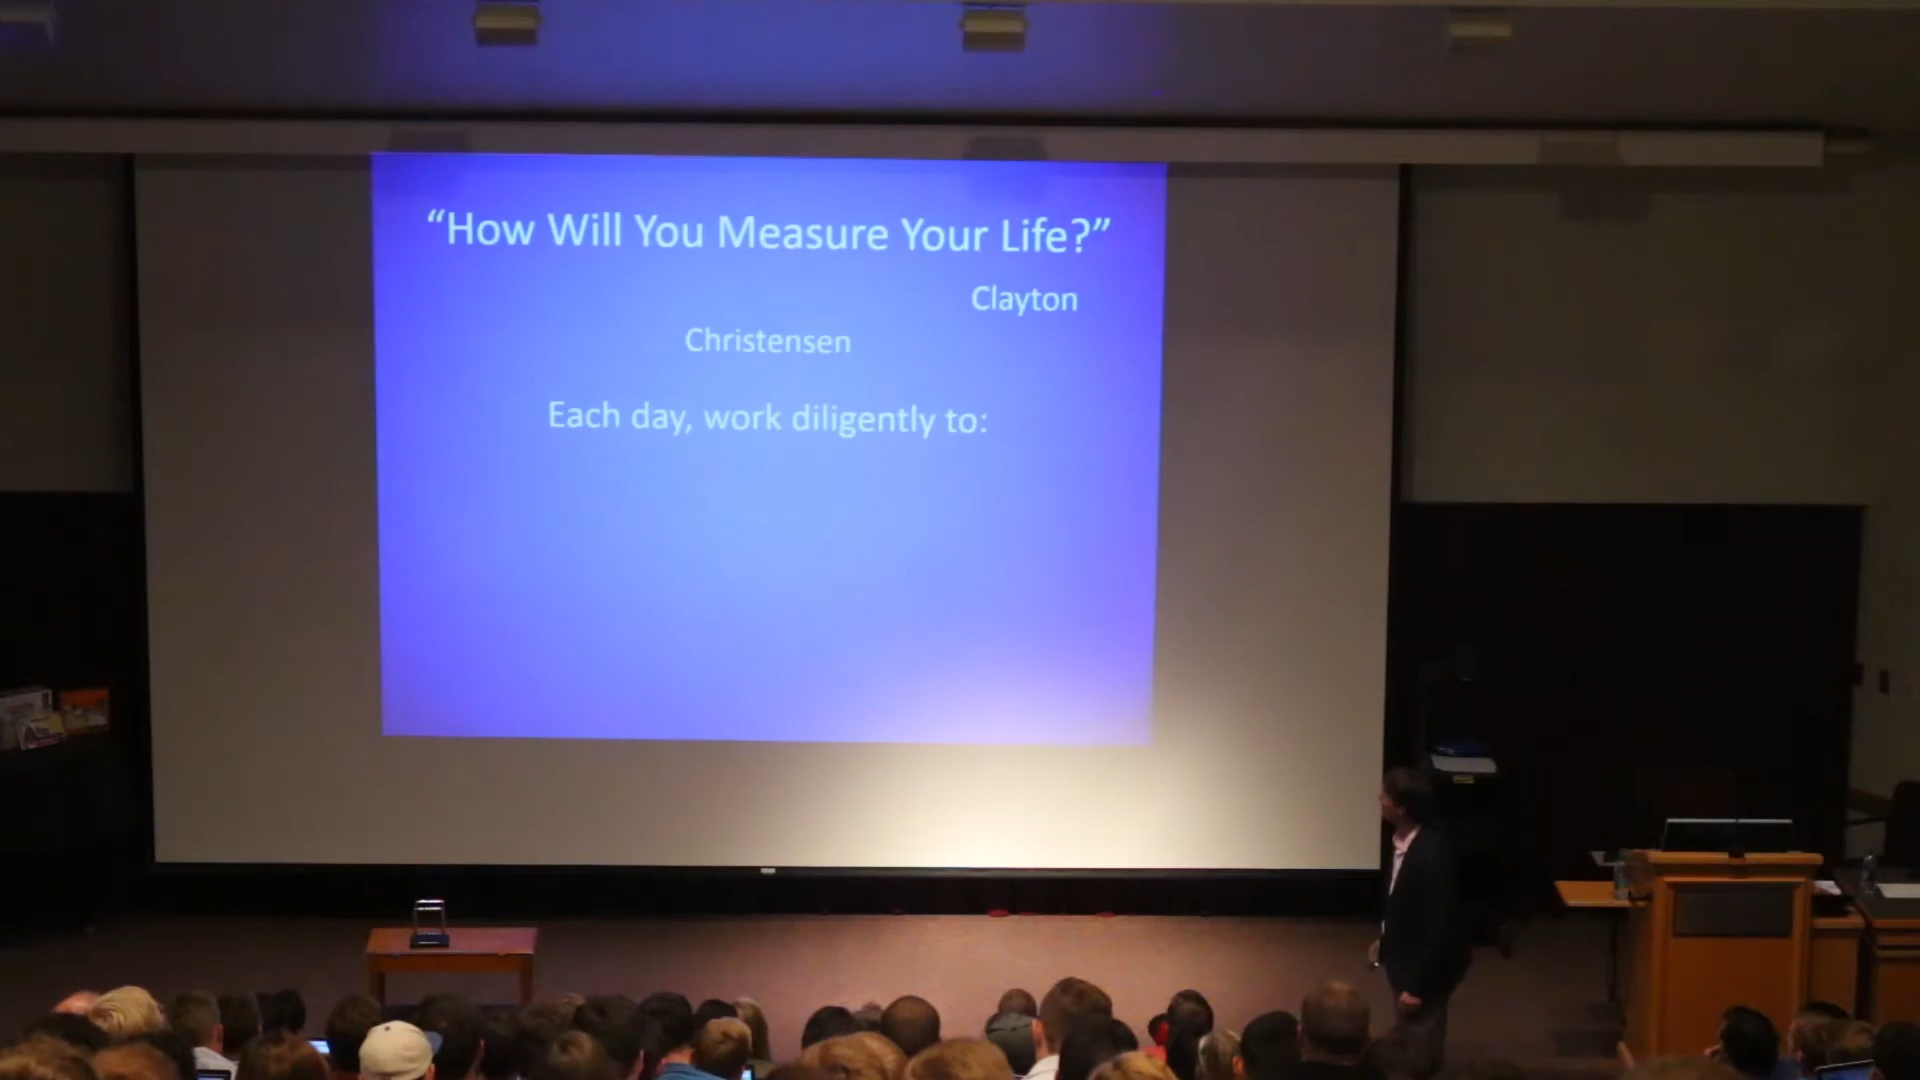 “How Will You Measure Your Life?”
Clayton
Christensen
Each day, work diligently to: